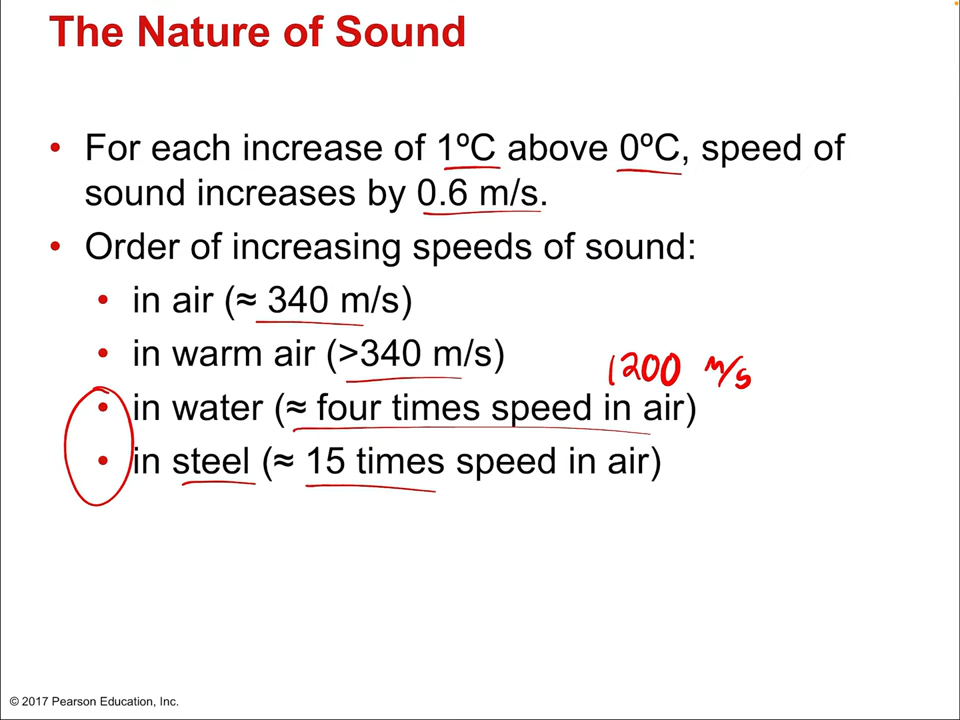 The Nature of Sound
• For each increase of 1ºC above 0ºC, speed of
sound increases by 0.6 m/s.
• Order of increasing speeds of sound:
• in air (≈ 340 m/s)
• in warm air (>340 m/s)
1200 m/s
• in water (≈ four times speed in air)
• in steel (≈ 15 times speed in air)
© 2017 Pearson Education, Inc.